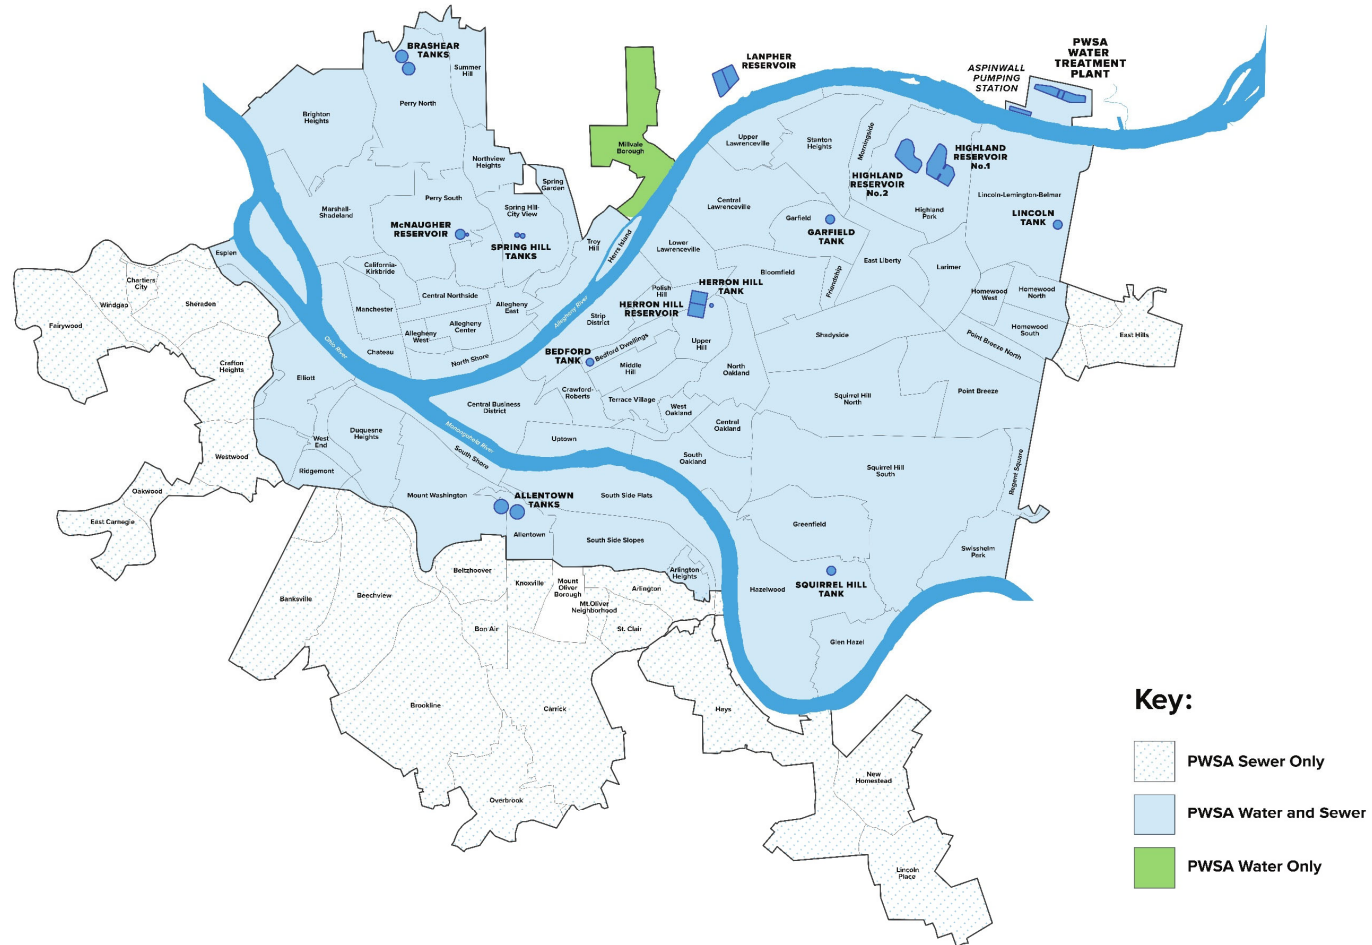 BRASHEAR
TANKS
Summer
Hill
Perry North
Brighton
Heights
Northview
Heights
Spring
Garden
Perry South
Spring Hill-
City View
Marshall-
Shadeland
McNAUGHER
RESERVOIR
SPRING HILL
TANKS
Troy
Hill
Herrs Island
California-
Kirkbride
Central Northside
Manchester
Allegheny
East
Allegheny
Center
Allegheny
West
Chateau
North Shore
Allegheny River
Ohio River
Monongahela River
Millvale
Borough
LANPHER
RESERVOIR
ASPINWALL
PUMPING
STATION
PWSA
WATER
TREATMENT
PLANT
Upper
Lawrenceville
Stanton
Heights
Morningside
HIGHLAND
RESERVOIR
No.1
HIGHLAND
RESERVOIR
No.2
Lincoln-Lemington-Belmar
LINCOLN
TANK
Highland
Park
Central
Lawrenceville
Garfield
GARFIELD
TANK
Lower
Lawrenceville
East Liberty
Larimer
Bloomfield
Friendship
Polish
Hill
HERRON HILL
TANK
HERRON HILL
RESERVOIR
Homewood
West
Homewood
North
Homewood
South
East Hills
Point Breeze North
Strip
District
Shadyside
Upper
Hill
BEDFORD
TANK
Bedford Dwellings
Middle
Hill
North
Oakland
Crawford-
Roberts
Terrace Village
West
Oakland
Central
Oakland
Squirrel Hill
North
Point Breeze
Central Business
District
Uptown
South
Oakland
Squirrel Hill
South
Regent Square
Esplen
Chartiers
City
Windgap
Sheraden
Fairywood
Crafton
Heights
Elliott
West
End
Duquesne
Heights
Westwood
Ridgemont
Oakwood
East Carnegie
South Shore
Mount Washington
ALLENTOWN
TANKS
South Side Flats
Allentown
South Side Slopes
Arlington
Heights
Greenfield
Swisshelm
Park
Hazelwood
SQUIRREL HILL
TANK
Glen Hazel
Beltzhoover
Knoxville
Mount
Oliver
Borough
Arlington
Mt.Oliver
Neighborhood
St. Clair
Bon Air
Banksville
Beechview
Brookline
Carrick
Overbrook
Hays
New
Homestead
Lincoln
Place
Key:
PWSA Sewer Only
PWSA Water and Sewer
PWSA Water Only